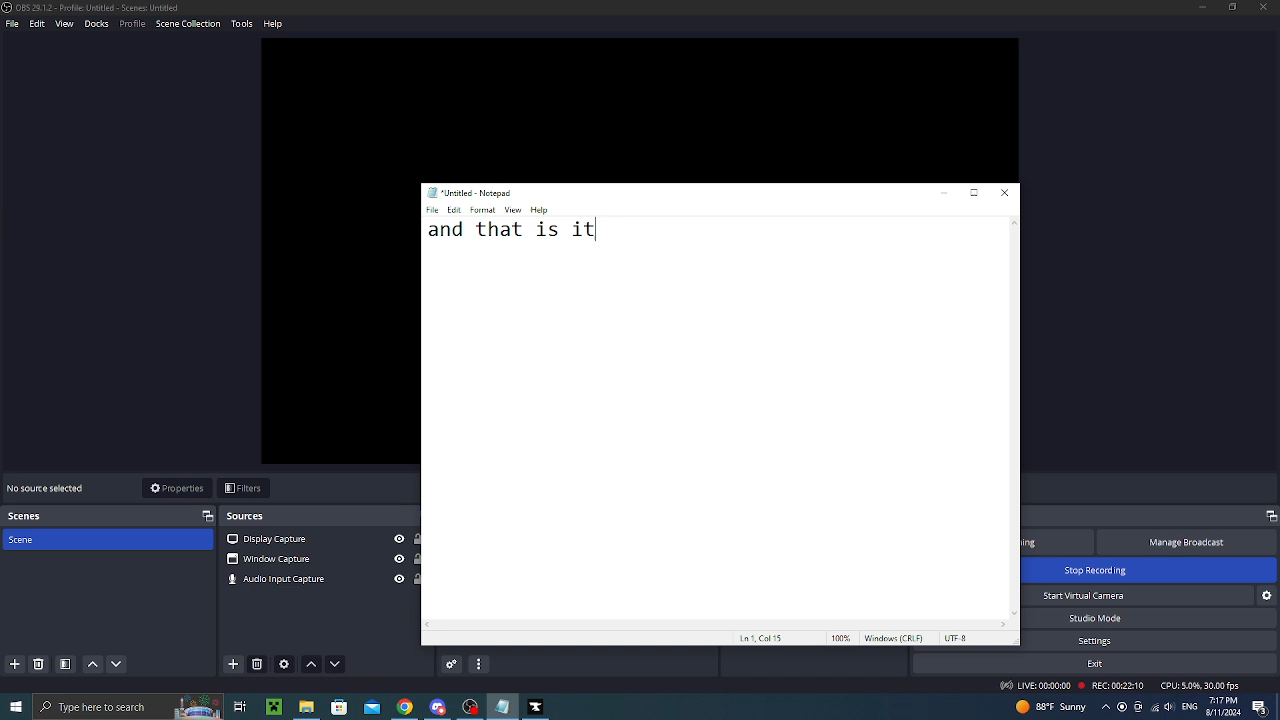 OBS 29.1.2 - Profile: Untitled - Scenes: Untitled
File Edit View Docks Profile Scene Collection Tools Help
*Untitled - Notepad
File Edit Format View Help
and that is it
No source selected Properties Filters
Scenes Sources
Scene
Display Capture
Window Capture
Audio Input Capture
ing Manage Broadcast
Stop Recording
Start Virtual Camera
Studio Mode
Settings
Exit
Ln 1, Col 15 100% Windows (CRLF) UTF-8
LIVE: 00:00:00 REC: 00:22:10 CPU: 5.0%, 30.00 fps
Type here to search
88°F Sunny ENG 7:17 PM
8/11/2024